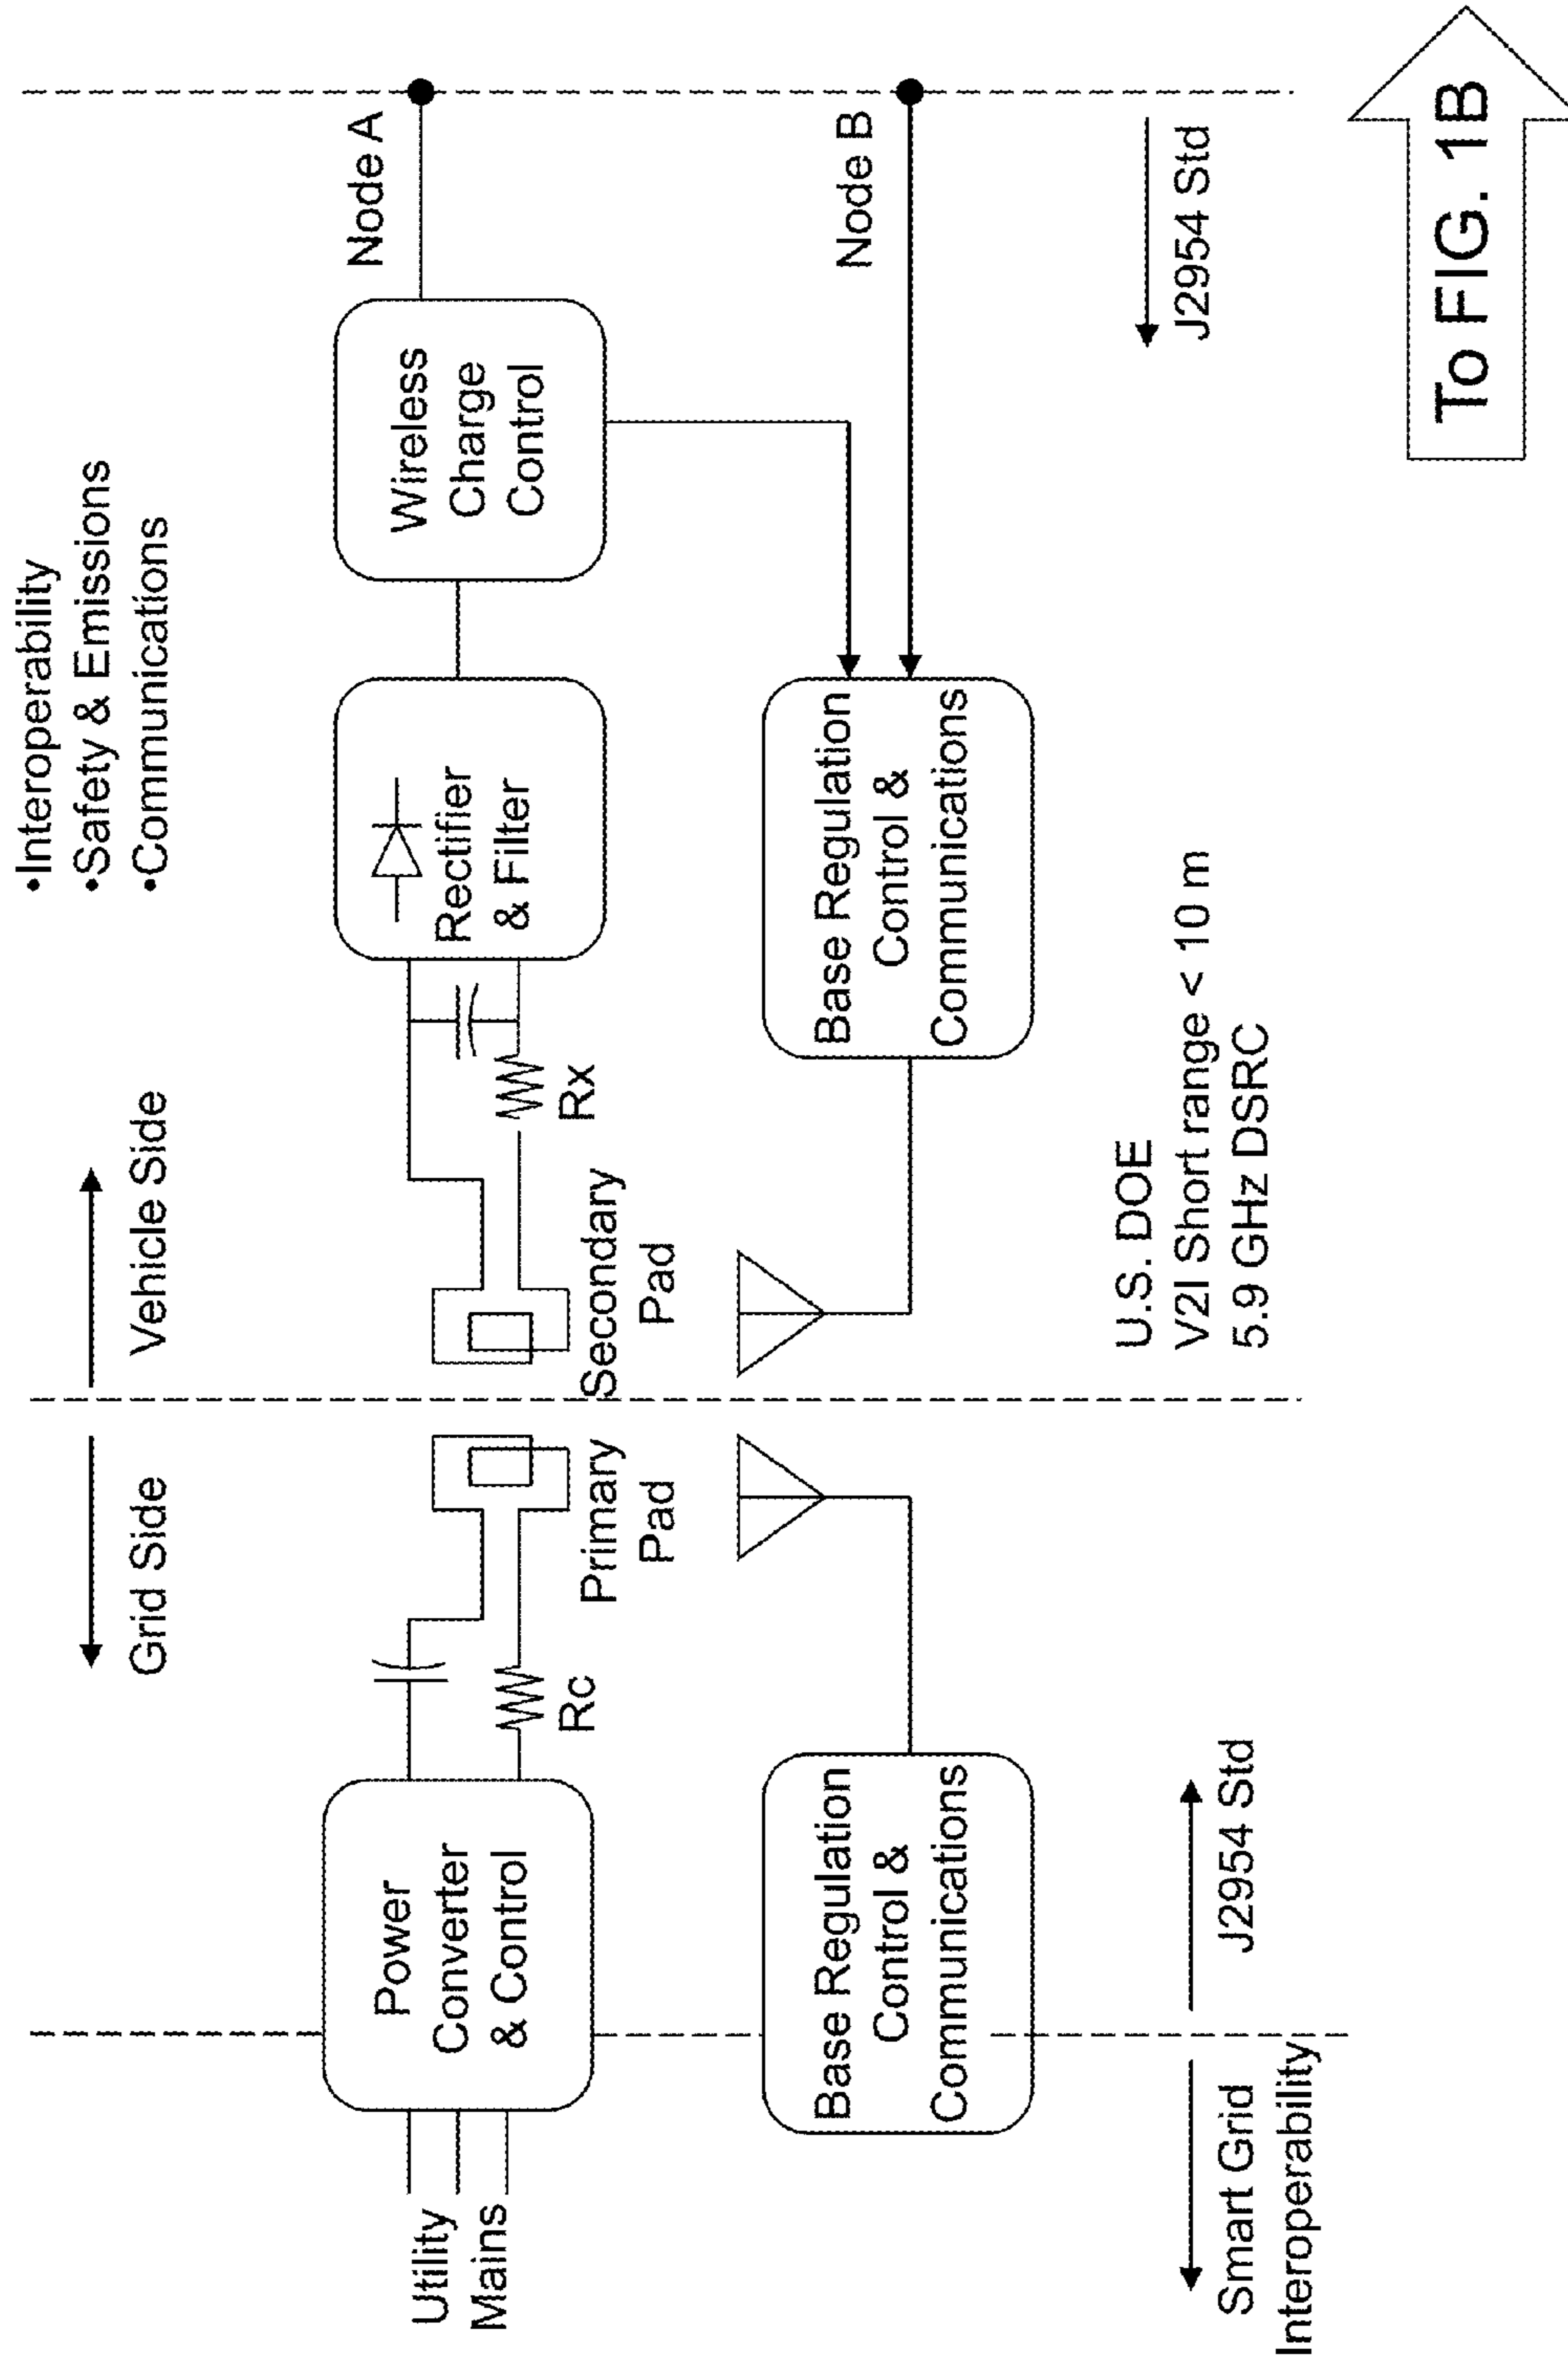 •Interoperability
•Safety & Emissions
•Communications
Grid Side
Vehicle Side
Utility
Mains
Power
Converter
& Control
Rc
Primary
Pad
Secondary
Pad
Rx
Rectifier
& Filter
Wireless
Charge
Control
Node A
Base Regulation
Control &
Communications
Base Regulation
Control &
Communications
Node B
Smart Grid
Interoperability
J2954 Std
U.S. DOE
V2I Short range < 10 m
5.9 GHz DSRC
J2954 Std
To FIG. 1B